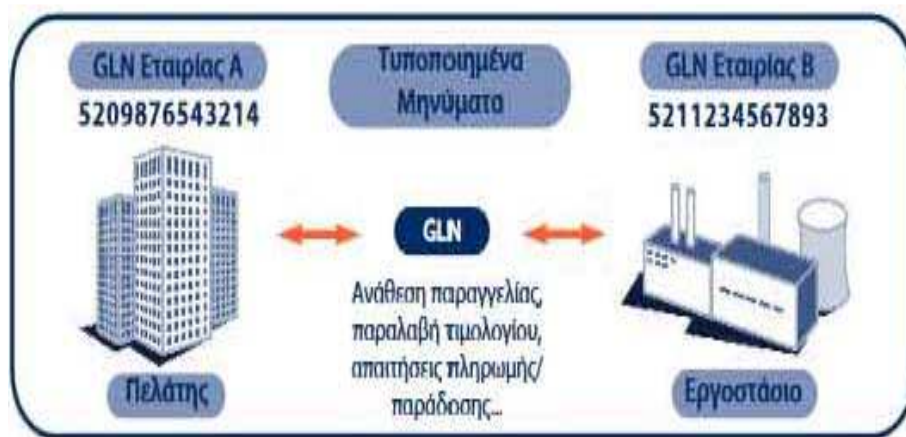 GLN Εταιρίας Α
5209876543214
Τυποποιημένα
Μηνύματα
GLN Εταιρίας Β
5211234567893
GLN
Ανάθεση παραγγελίας,
παραλαβή τιμολογίου,
απαιτήσεις πληρωμής/
παράδοσης...
Πελάτης
Εργοστάσιο